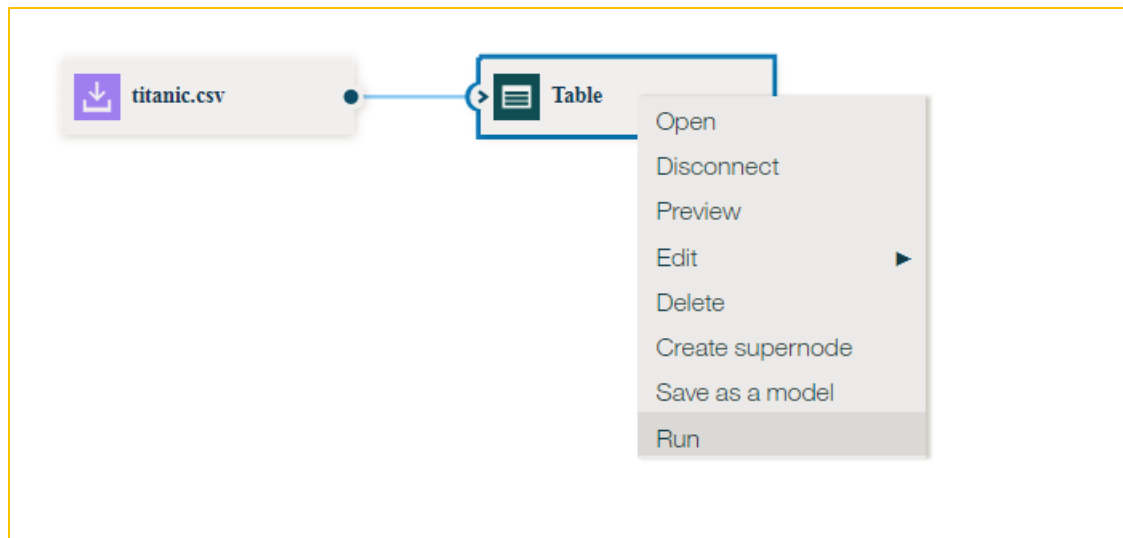 titanic.csv
Table
Open
Disconnect
Preview
Edit
Delete
Create supernode
Save as a model
Run